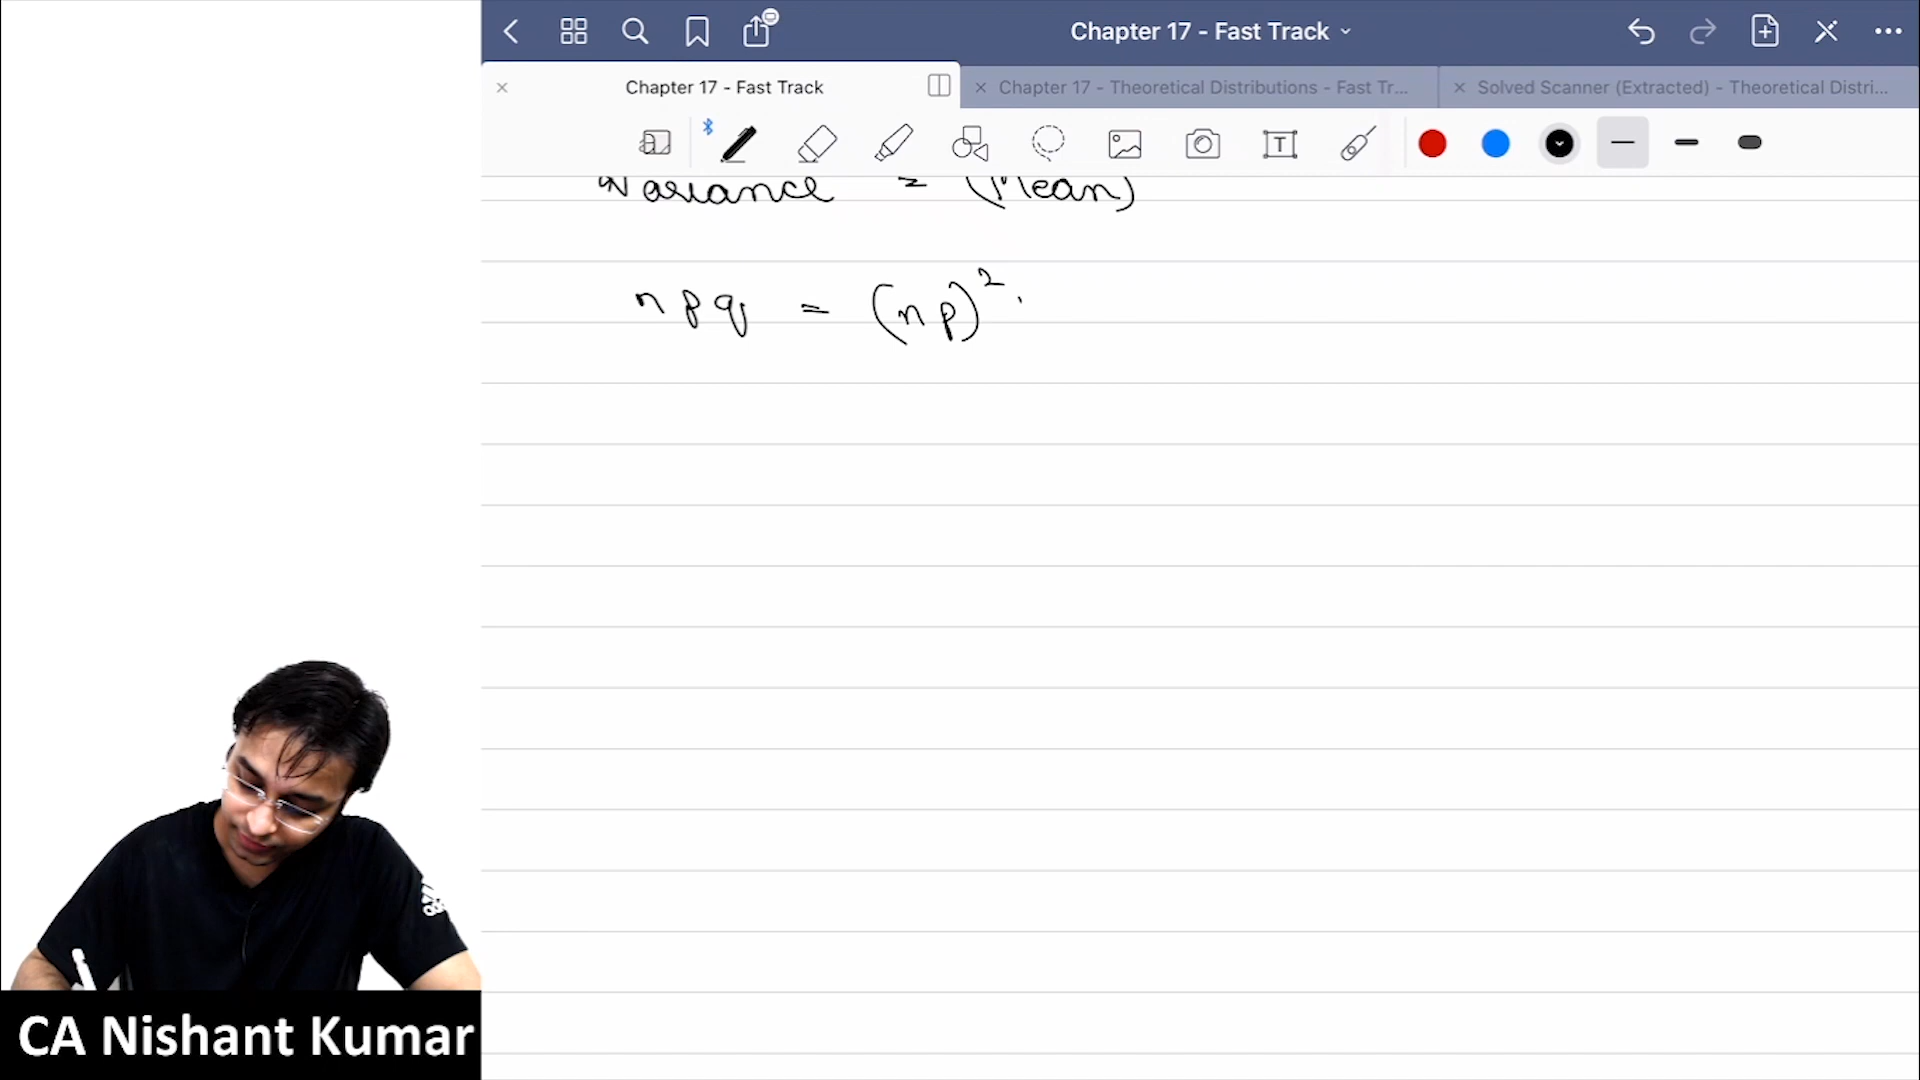 Chapter 17 - Fast Track
Chapter 17 - Fast Track
Chapter 17 - Theoretical Distributions - Fast Tr...
Solved Scanner (Extracted) - Theoretical Distri...
T
Variance = (Mean)
npq = (np)²
CA Nishant Kumar